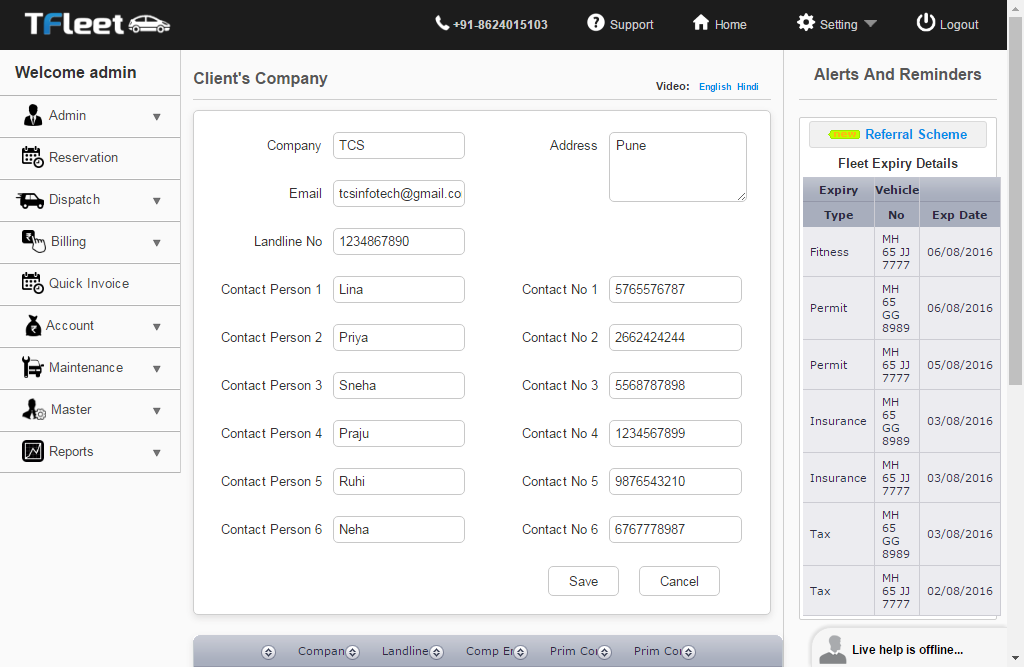 TFleet
+91-8624015103 Support Home Setting Logout
Welcome admin
Admin
Reservation
Dispatch
Billing
Quick Invoice
Account
Maintenance
Master
Reports
Client's Company
Video: English Hindi
Company TCS Address Pune
Email tcsinfotech@gmail.co
Landline No 1234867890
Contact Person 1 Lina Contact No 1 5765576787
Contact Person 2 Priya Contact No 2 2662424244
Contact Person 3 Sneha Contact No 3 5568787898
Contact Person 4 Praju Contact No 4 1234567899
Contact Person 5 Ruhi Contact No 5 9876543210
Contact Person 6 Neha Contact No 6 6767778987
Save Cancel
Compan Landline Comp Er Prim Cor Prim Cor
Alerts And Reminders
new Referral Scheme
Fleet Expiry Details
Expiry Vehicle
Type No Exp Date
Fitness MH 65 JJ 7777 06/08/2016
Permit MH 65 GG 8989 06/08/2016
Permit MH 65 JJ 7777 05/08/2016
Insurance MH 65 GG 8989 03/08/2016
Insurance MH 65 JJ 7777 03/08/2016
Tax MH 65 GG 8989 03/08/2016
Tax MH 65 JJ 7777 02/08/2016
Live help is offline...